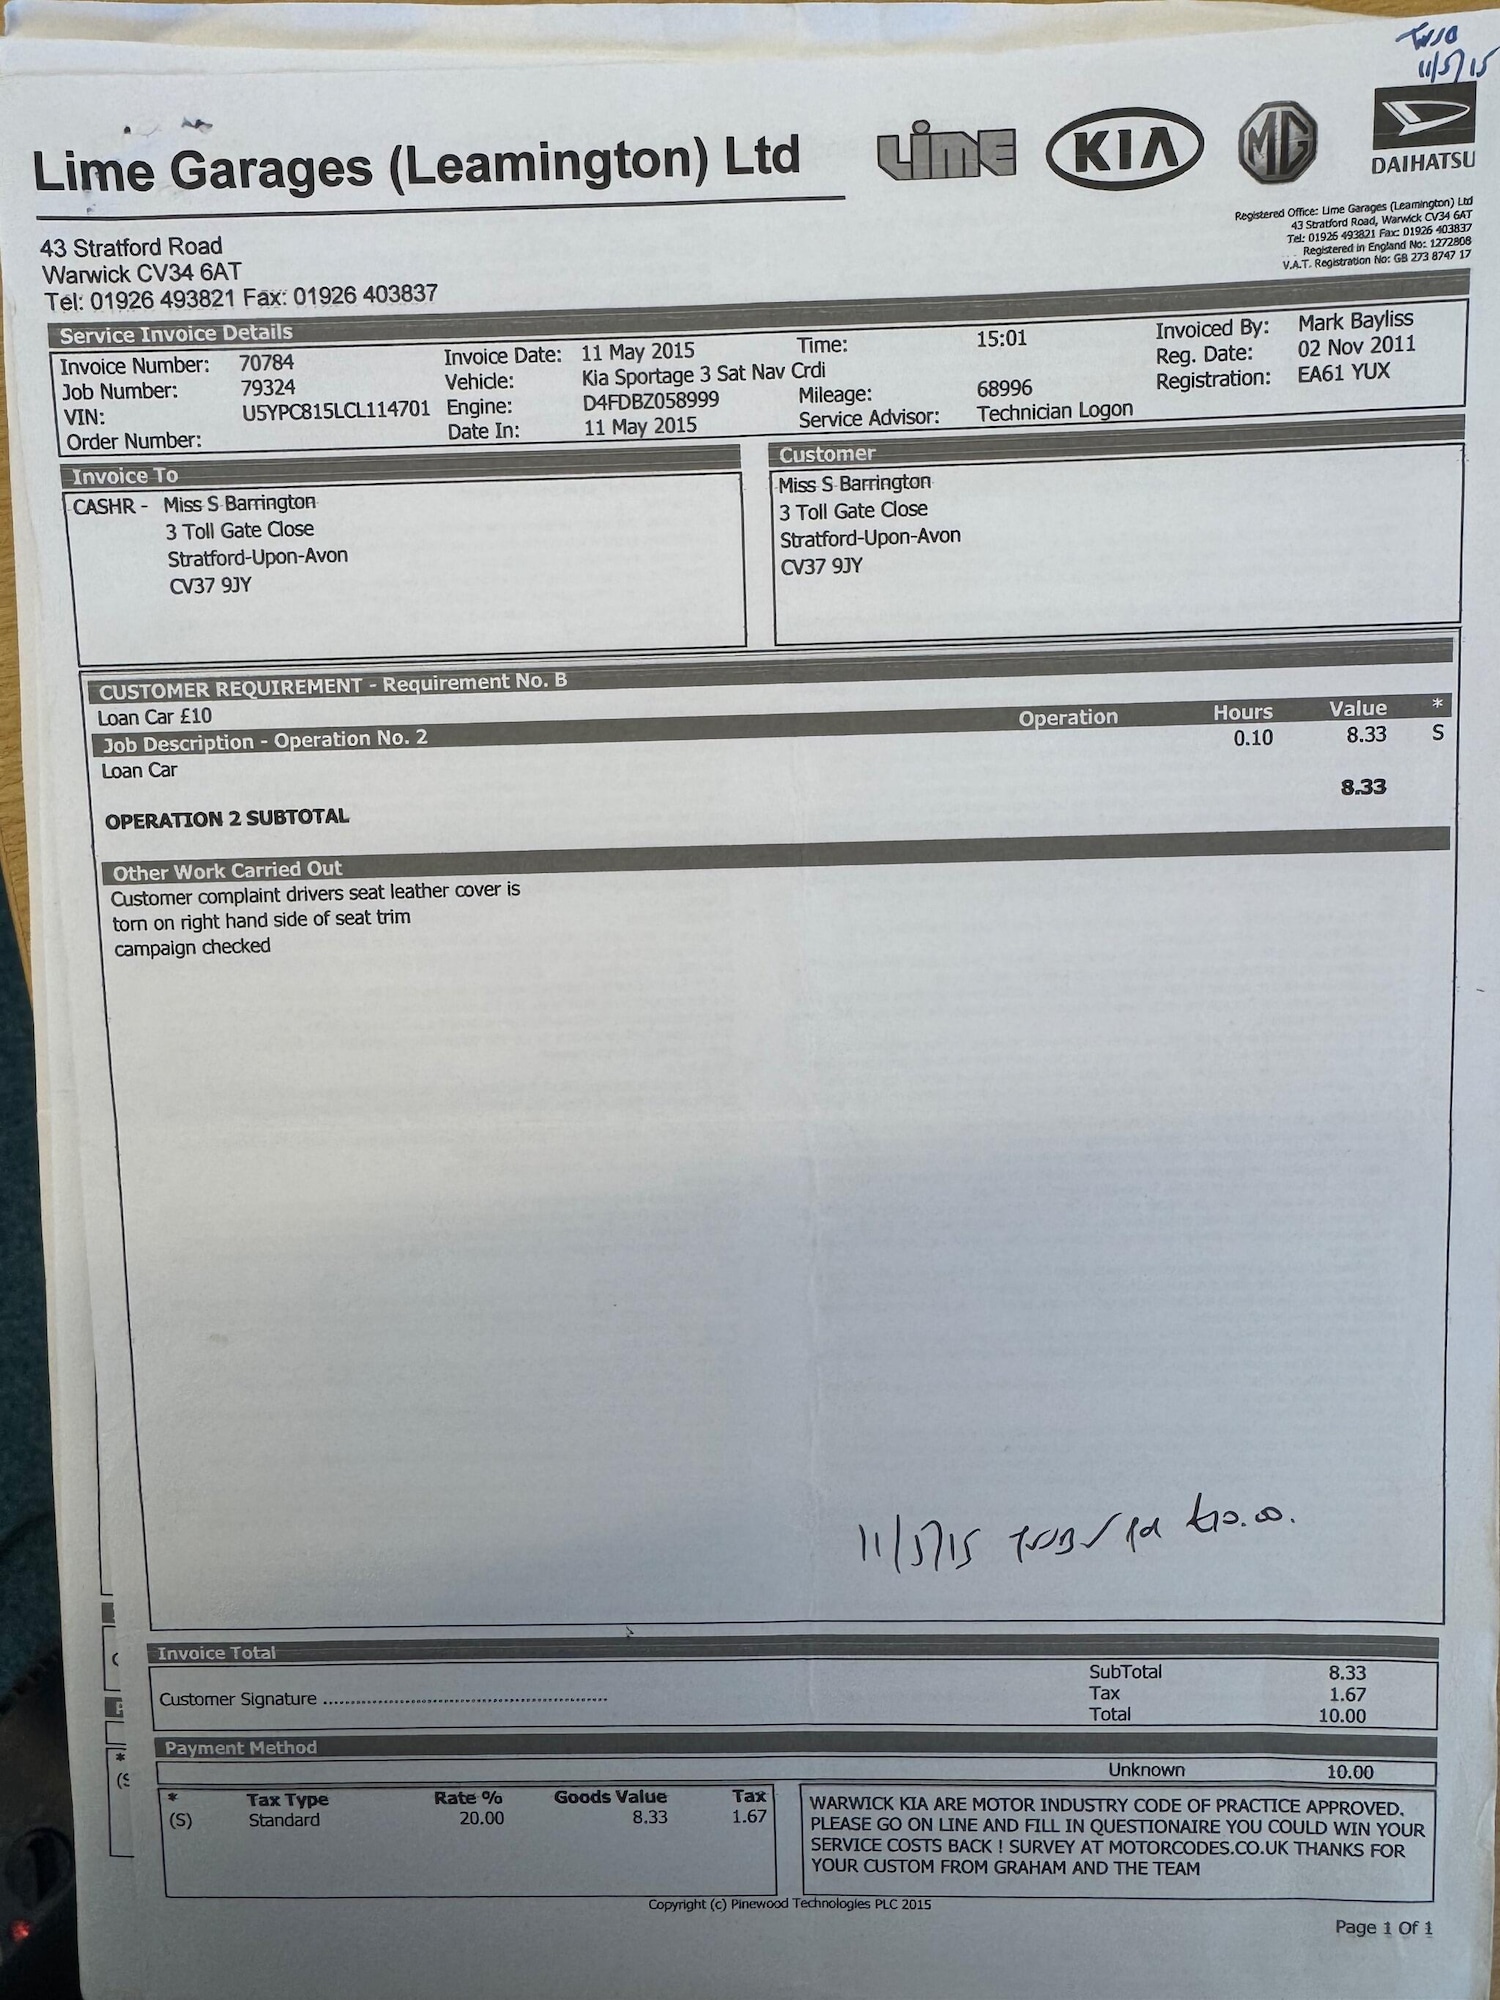 11/5/15
Lime Garages (Leamington) Ltd
LIME KIA MG DAIHATSU
Registered Office: Lime Garages (Leamington) Ltd
43 Stratford Road, Warwick CV34 6AT
Tel: 01926 493821 Fax: 01926 403837
Registered in England No: 1272808
V.A.T. Registration No: GB 273 8747 17
43 Stratford Road
Warwick CV34 6AT
Tel: 01926 493821 Fax: 01926 403837
Service Invoice Details
Invoice Number: 70784 Invoice Date: 11 May 2015 Time: 15:01 Invoiced By: Mark Bayliss
Job Number: 79324 Vehicle: Kia Sportage 3 Sat Nav Crdi Reg. Date: 02 Nov 2011
VIN: U5YPC815LCL114701 Engine: D4FDBZ058999 Mileage: 68996 Registration: EA61 YUX
Order Number: Date In: 11 May 2015 Service Advisor: Technician Logon
Invoice To
CASHR - Miss S Barrington
3 Toll Gate Close
Stratford-Upon-Avon
CV37 9JY
Customer
Miss S Barrington
3 Toll Gate Close
Stratford-Upon-Avon
CV37 9JY
CUSTOMER REQUIREMENT - Requirement No. B
Loan Car £10
Job Description - Operation No. 2 Operation Hours Value *
Loan Car 0.10 8.33 S
OPERATION 2 SUBTOTAL 8.33
Other Work Carried Out
Customer complaint drivers seat leather cover is
torn on right hand side of seat trim
campaign checked
11/5/15 Pd £10.00.
Invoice Total
SubTotal 8.33
Customer Signature ........................................................ Tax 1.67
Total 10.00
Payment Method
Unknown 10.00
* Tax Type Rate % Goods Value Tax
(S) Standard 20.00 8.33 1.67
WARWICK KIA ARE MOTOR INDUSTRY CODE OF PRACTICE APPROVED.
PLEASE GO ON LINE AND FILL IN QUESTIONAIRE YOU COULD WIN YOUR
SERVICE COSTS BACK ! SURVEY AT MOTORCODES.CO.UK THANKS FOR
YOUR CUSTOM FROM GRAHAM AND THE TEAM
Copyright (c) Pinewood Technologies PLC 2015
Page 1 Of 1